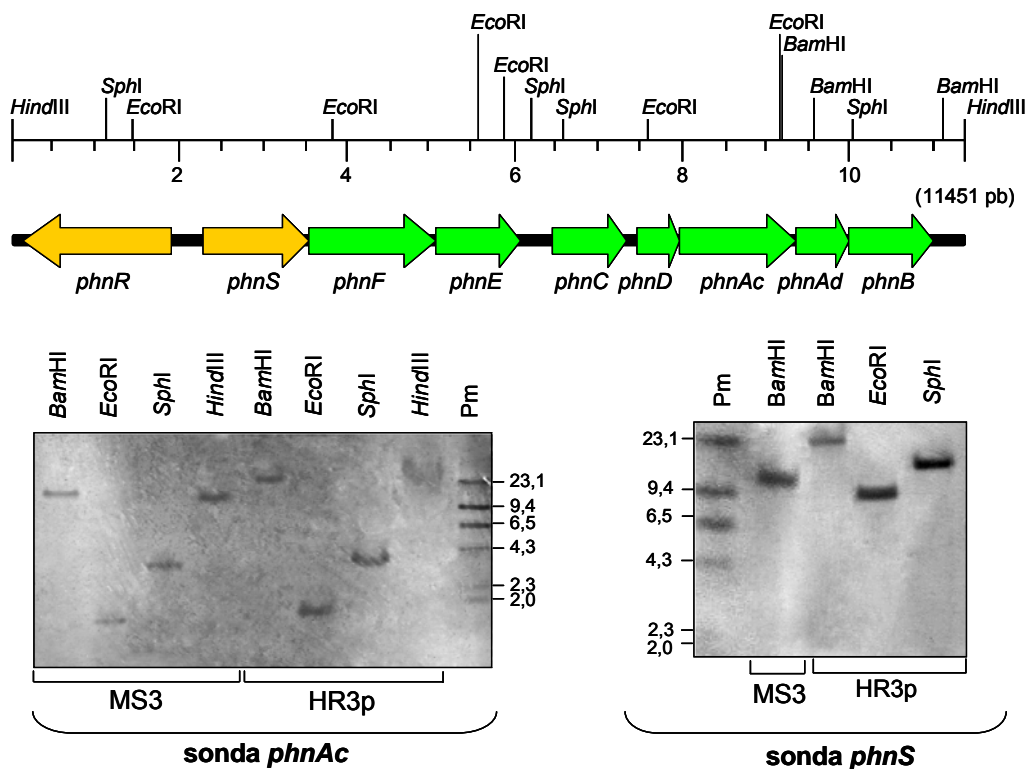 EcoRI
EcoRI
BamHI
EcoRI
SphI
SphI
HindIII
EcoRI
EcoRI
SphI
EcoRI
BamHI
SphI
BamHI
HindIII
2
4
6
8
10
(11451 pb)
phnR
phnS
phnF
phnE
phnC
phnD
phnAc
phnAd
phnB
BamHI
EcoRI
SphI
HindIII
BamHI
EcoRI
SphI
HindIII
Pm
23,1
9,4
6,5
4,3
2,3
2,0
MS3
HR3p
sonda phnAc
Pm
BamHI
BamHI
EcoRI
SphI
23,1
9,4
6,5
4,3
2,3
2,0
MS3
HR3p
sonda phnS